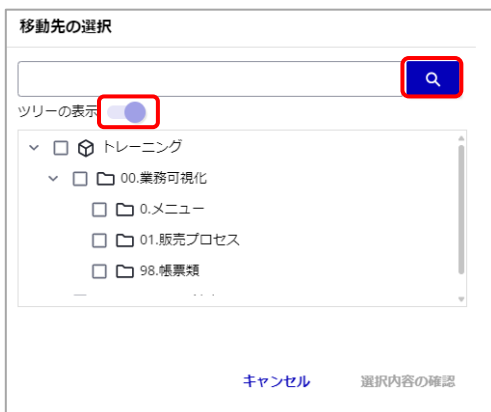 移動先の選択
ツリーの表示
トレーニング
00.業務可視化
0.メニュー
01.販売プロセス
98.帳票類
キャンセル 選択内容の確認